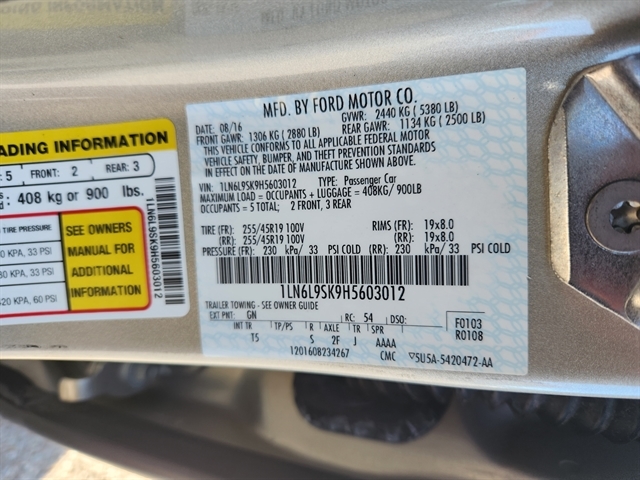 ADING INFORMATION
5 FRONT: 2 REAR: 3
408 kg or 900 lbs.
TIRE PRESSURE
KPA, 33 PSI
KPA, 33 PSI
420 KPA, 60 PSI
SEE OWNERS
MANUAL FOR
ADDITIONAL
INFORMATION
1LN6L9SK9H5603012
MFD. BY FORD MOTOR CO.
DATE: 08/16 GVWR: 2440 KG ( 5380 LB)
FRONT GAWR: 1306 KG ( 2880 LB) REAR GAWR: 1134 KG ( 2500 LB)
THIS VEHICLE CONFORMS TO ALL APPLICABLE FEDERAL MOTOR
VEHICLE SAFETY, BUMPER, AND THEFT PREVENTION STANDARDS
IN EFFECT ON THE DATE OF MANUFACTURE SHOWN ABOVE.
VIN: 1LN6L9SK9H5603012 TYPE: Passenger Car
MAXIMUM LOAD = OCCUPANTS + LUGGAGE = 408KG/ 900LB
OCCUPANTS = 5 TOTAL: 2 FRONT, 3 REAR
TIRE (FR): 255/45R19 100V RIMS (FR): 19x8.0
(RR): 255/45R19 100V (RR): 19x8.0
PRESSURE (FR): 230 kPa/ 33 PSI COLD (RR): 230 kPa/ 33 PSI COLD
1LN6L9SK9H5603012
TRAILER TOWING - SEE OWNER GUIDE
EXT PNT: GN RC: 54 DSO:
INT TR TP/PS R AXLE TR SPR
T5 S 2F J AAAA
1201608234267 CMC
F0103
R0108
▽5U5A-5420472-AA